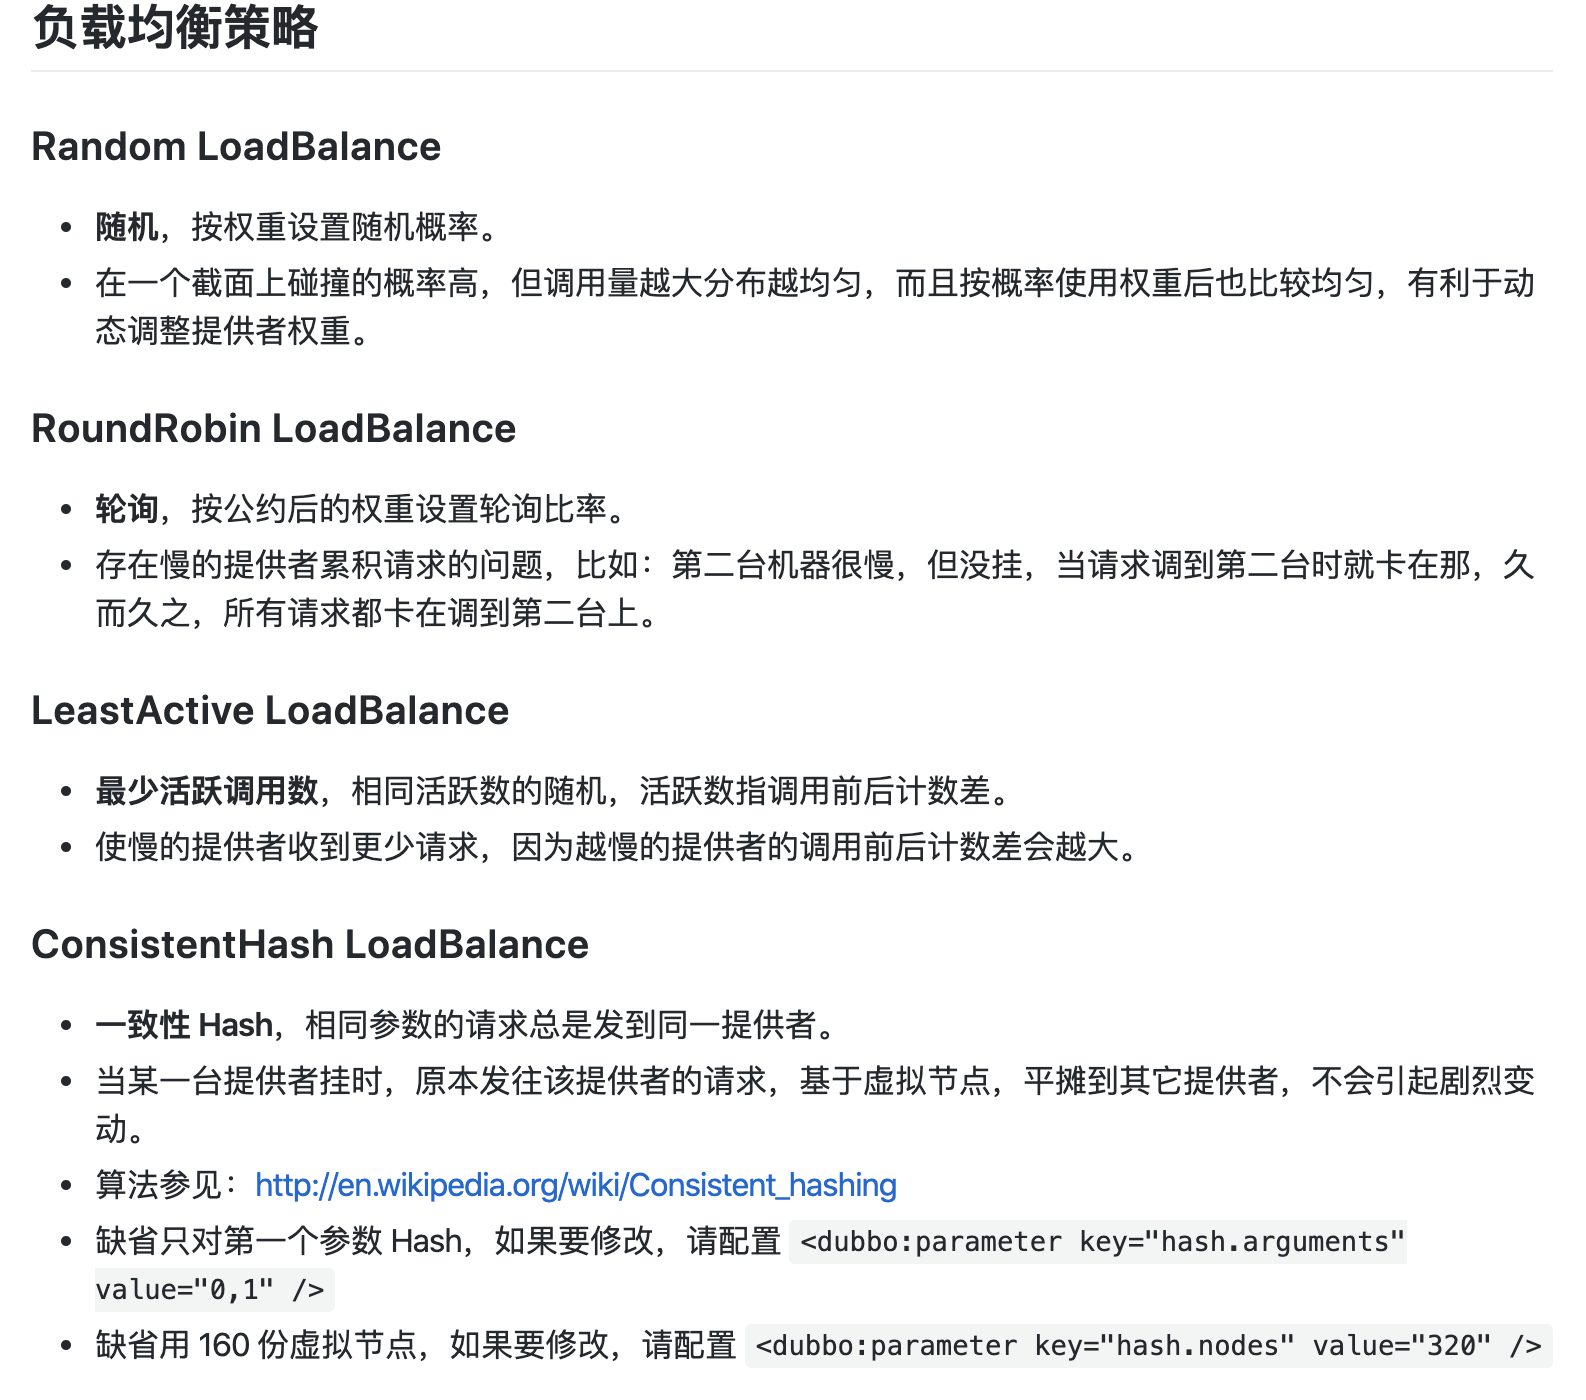 负载均衡策略
Random LoadBalance
• 随机，按权重设置随机概率。
• 在一个截面上碰撞的概率高，但调用量越大分布越均匀，而且按概率使用权重后也比较均匀，有利于动
态调整提供者权重。
RoundRobin LoadBalance
• 轮询，按公约后的权重设置轮询比率。
• 存在慢的提供者累积请求的问题，比如：第二台机器很慢，但没挂，当请求调到第二台时就卡在那，久
而久之，所有请求都卡在调到第二台上。
LeastActive LoadBalance
• 最少活跃调用数，相同活跃数的随机，活跃数指调用前后计数差。
• 使慢的提供者收到更少请求，因为越慢的提供者的调用前后计数差会越大。
ConsistentHash LoadBalance
• 一致性 Hash，相同参数的请求总是发到同一提供者。
• 当某一台提供者挂时，原本发往该提供者的请求，基于虚拟节点，平摊到其它提供者，不会引起剧烈变
动。
• 算法参见：http://en.wikipedia.org/wiki/Consistent_hashing
• 缺省只对第一个参数 Hash，如果要修改，请配置 <dubbo:parameter key="hash.arguments"
value="0,1" />
• 缺省用 160 份虚拟节点，如果要修改，请配置 <dubbo:parameter key="hash.nodes" value="320" />